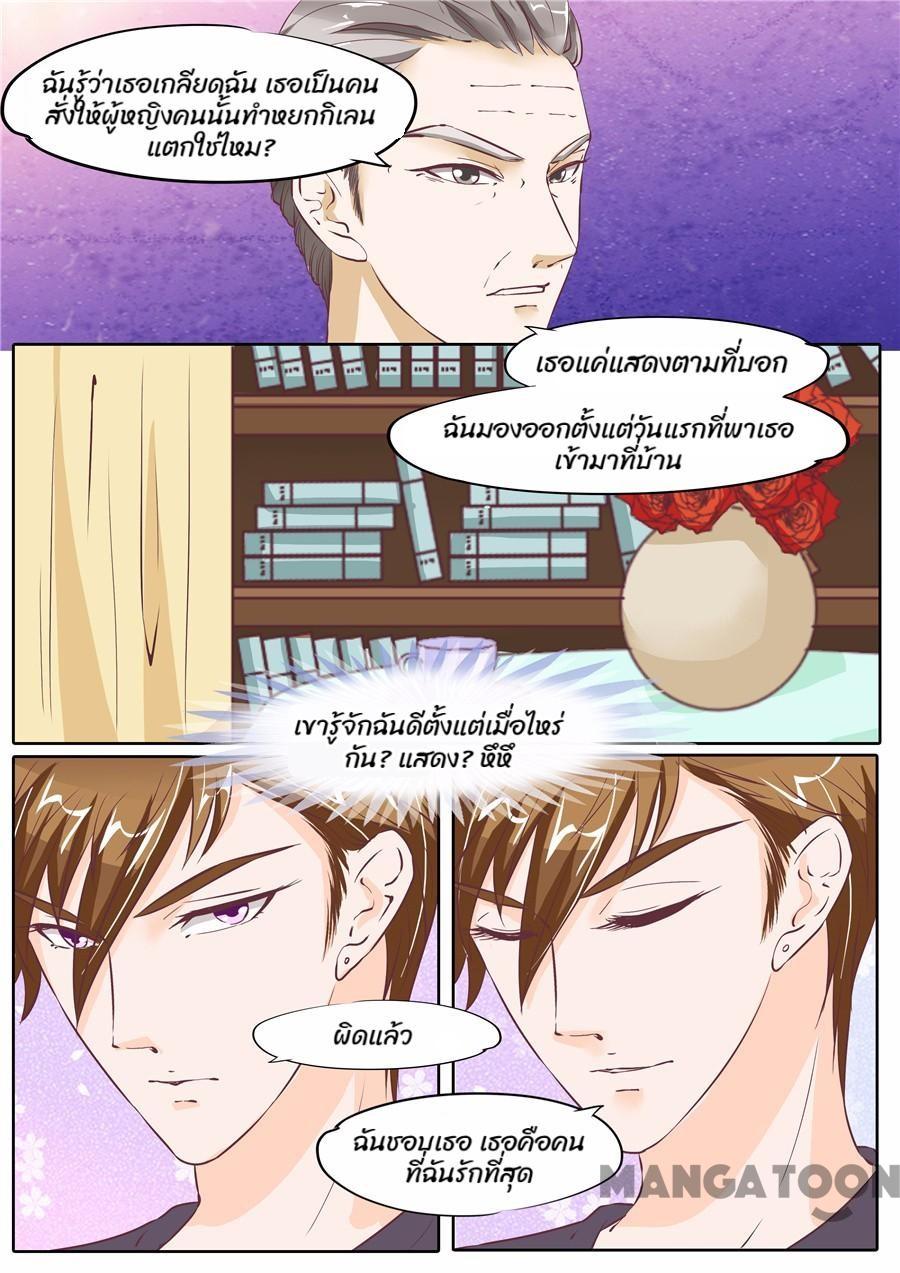 ฉันรู้ว่าเธอเกลียดฉัน เธอเป็นคน
สั่งให้ผู้หญิงคนนั้นทำหยกกิเลน
แตกใช่ไหม?
เธอแค่แสดงตามที่บอก
ฉันมองออกตั้งแต่วันแรกที่พาเธอ
เข้ามาที่บ้าน
เขารู้จักฉันดีตั้งแต่เมื่อไหร่
กัน? แสดง? หึหึ
ผิดแล้ว
ฉันชอบเธอ เธอคือคน
ที่ฉันรักที่สุด
MANGATOON